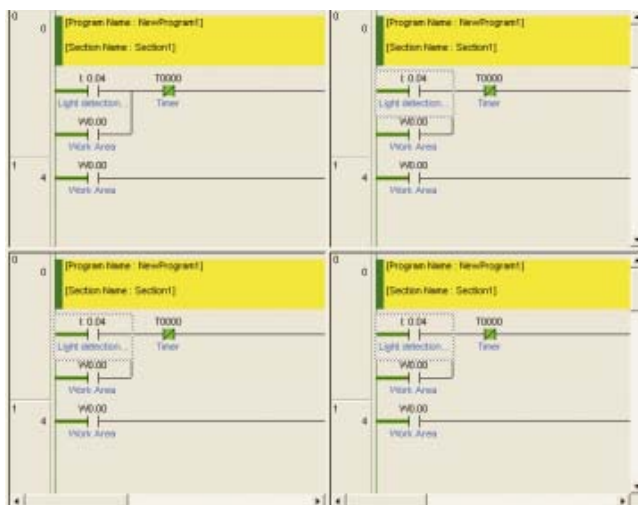 0
0
[Program Name : NewProgram1]
[Section Name : Section1]
I: 0.04
T0000
Light detection...
Timer
W0.00
Work Area
1
4
W0.00
Work Area
0
0
[Program Name : NewProgram1]
[Section Name : Section1]
I: 0.04
T0000
Light detection...
Timer
W0.00
Work Area
1
4
W0.00
Work Area
0
0
[Program Name : NewProgram1]
[Section Name : Section1]
I: 0.04
T0000
Light detection...
Timer
W0.00
Work Area
1
4
W0.00
Work Area
0
0
[Program Name : NewProgram1]
[Section Name : Section1]
I: 0.04
T0000
Light detection...
Timer
W0.00
Work Area
1
4
W0.00
Work Area